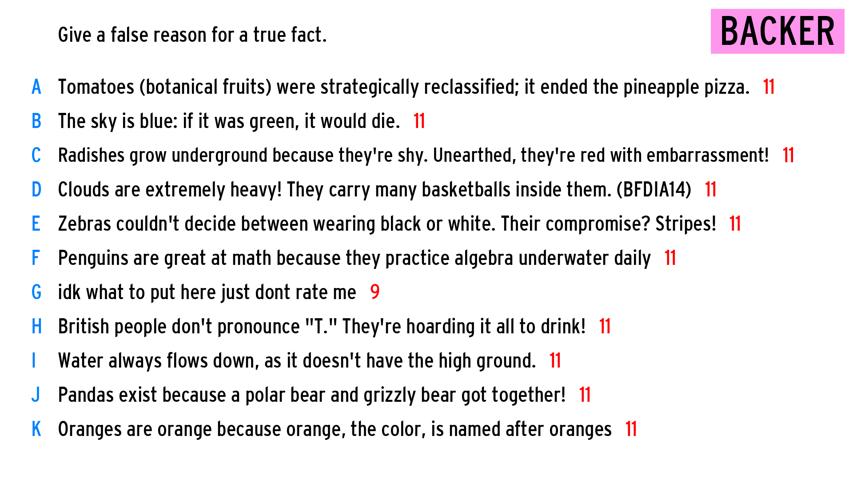 Give a false reason for a true fact.
BACKER
A Tomatoes (botanical fruits) were strategically reclassified; it ended the pineapple pizza. 11
B The sky is blue: if it was green, it would die. 11
C Radishes grow underground because they're shy. Unearthed, they're red with embarrassment! 11
D Clouds are extremely heavy! They carry many basketballs inside them. (BFDIA14) 11
E Zebras couldn't decide between wearing black or white. Their compromise? Stripes! 11
F Penguins are great at math because they practice algebra underwater daily 11
G idk what to put here just dont rate me 9
H British people don't pronounce "T." They're hoarding it all to drink! 11
I Water always flows down, as it doesn't have the high ground. 11
J Pandas exist because a polar bear and grizzly bear got together! 11
K Oranges are orange because orange, the color, is named after oranges 11